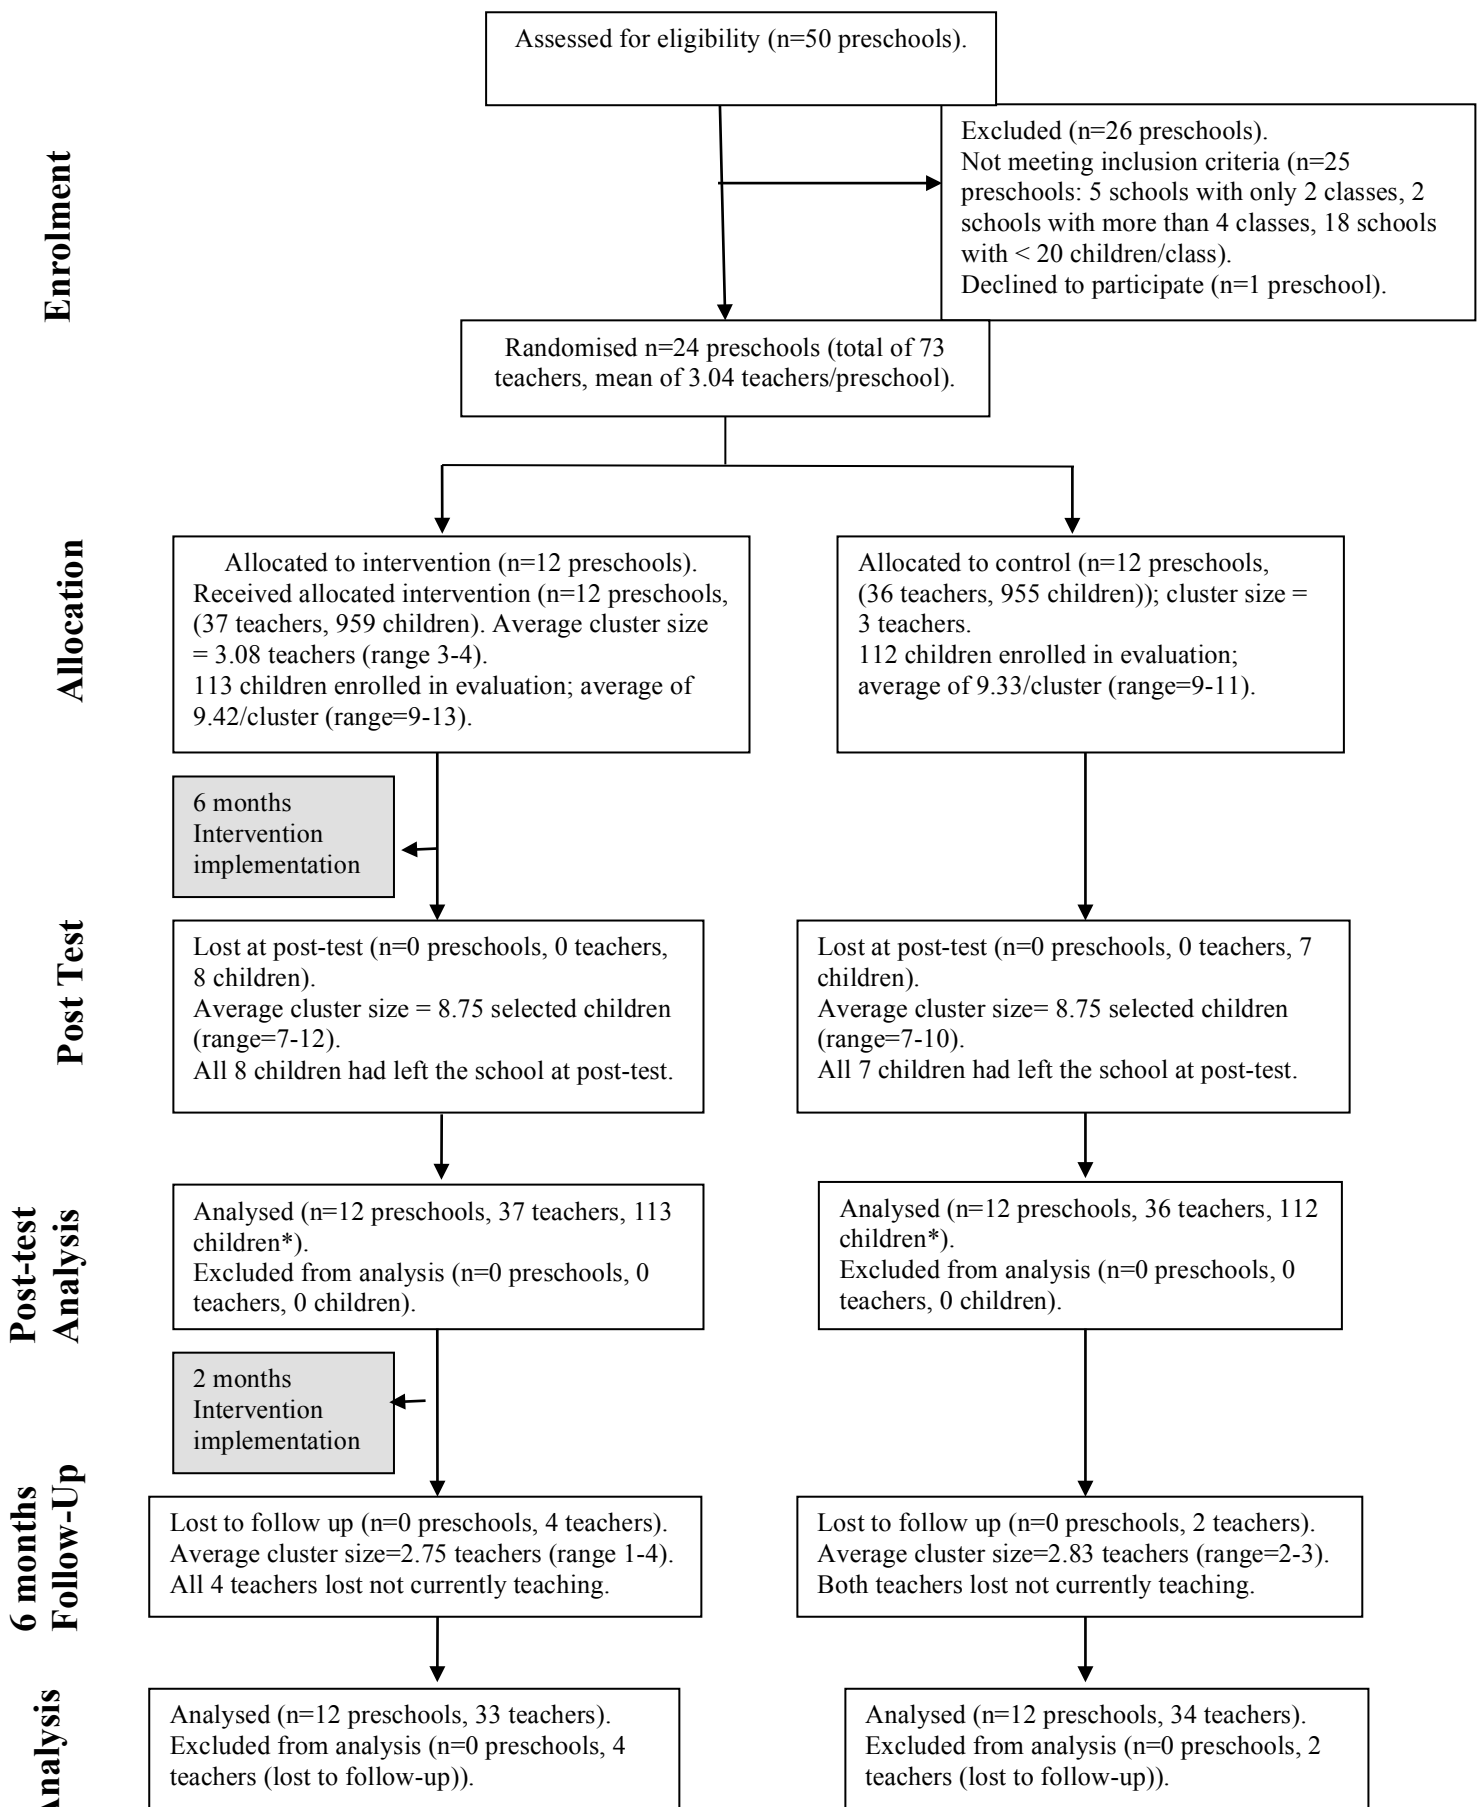 Assessed for eligibility (n=50 preschools).
Enrolment
Excluded (n=26 preschools).
Not meeting inclusion criteria (n=25
preschools: 5 schools with only 2 classes, 2
schools with more than 4 classes, 18 schools
with < 20 children/class).
Declined to participate (n=1 preschool).
Randomised n=24 preschools (total of 73
teachers, mean of 3.04 teachers/preschool).
Allocation
Allocated to intervention (n=12 preschools).
Received allocated intervention (n=12 preschools,
(37 teachers, 959 children). Average cluster size
= 3.08 teachers (range 3-4).
113 children enrolled in evaluation; average of
9.42/cluster (range=9-13).
Allocated to control (n=12 preschools,
(36 teachers, 955 children)); cluster size =
3 teachers.
112 children enrolled in evaluation;
average of 9.33/cluster (range=9-11).
6 months
Intervention
implementation
Post Test
Lost at post-test (n=0 preschools, 0 teachers,
8 children).
Average cluster size = 8.75 selected children
(range=7-12).
All 8 children had left the school at post-test.
Lost at post-test (n=0 preschools, 0 teachers, 7
children).
Average cluster size= 8.75 selected children
(range=7-10).
All 7 children had left the school at post-test.
Post-test
Analysis
Analysed (n=12 preschools, 37 teachers, 113
children*).
Excluded from analysis (n=0 preschools, 0
teachers, 0 children).
Analysed (n=12 preschools, 36 teachers, 112
children*).
Excluded from analysis (n=0 preschools, 0
teachers, 0 children).
2 months
Intervention
implementation
6 months
Follow-Up
Lost to follow up (n=0 preschools, 4 teachers).
Average cluster size=2.75 teachers (range 1-4).
All 4 teachers lost not currently teaching.
Lost to follow up (n=0 preschools, 2 teachers).
Average cluster size=2.83 teachers (range=2-3).
Both teachers lost not currently teaching.
Analysis
Analysed (n=12 preschools, 33 teachers).
Excluded from analysis (n=0 preschools, 4
teachers (lost to follow-up)).
Analysed (n=12 preschools, 34 teachers).
Excluded from analysis (n=0 preschools, 2
teachers (lost to follow-up)).